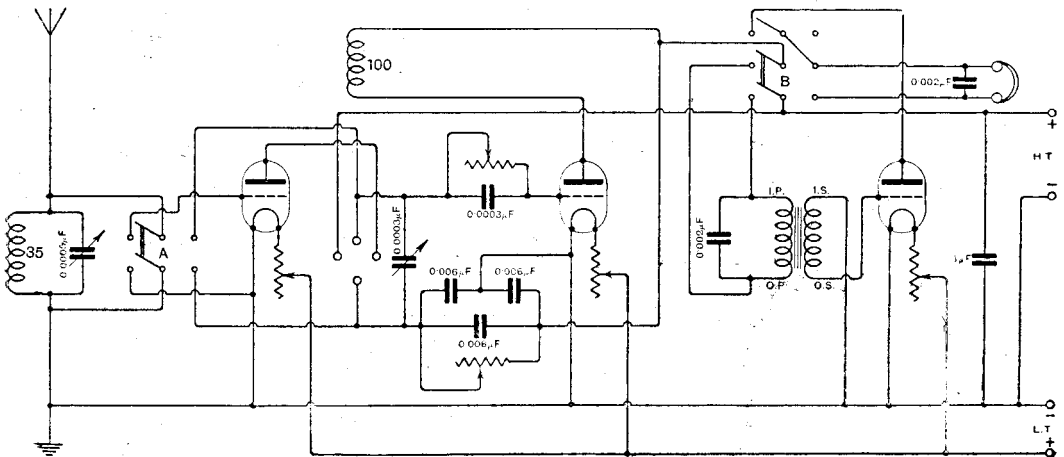 100
B
0·002µF
+
H T
−
35
0·0005µF
A
0·0003µF
0·0003µF
I.P.
I.S.
0·002µF
0·006µF
0·006µF
1µF
O.P.
O.S.
0·006µF
−
L.T
+